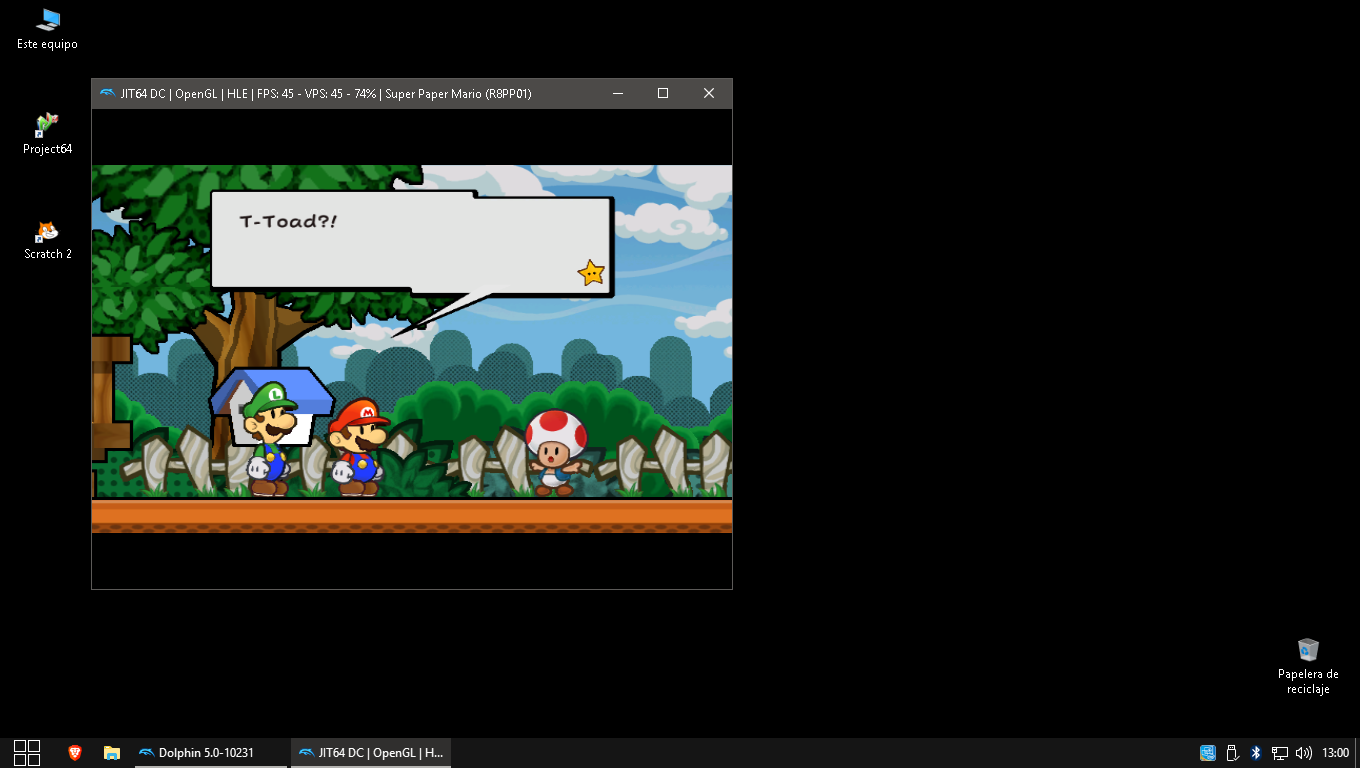 Este equipo
JIT64 DC | OpenGL | HLE | FPS: 45 - VPS: 45 - 74% | Super Paper Mario (R8PP01)
Project64
T-Toad?!
Scratch 2
L
M
Papelera de
reciclaje
Dolphin 5.0-10231
JIT64 DC | OpenGL | H...
13:00